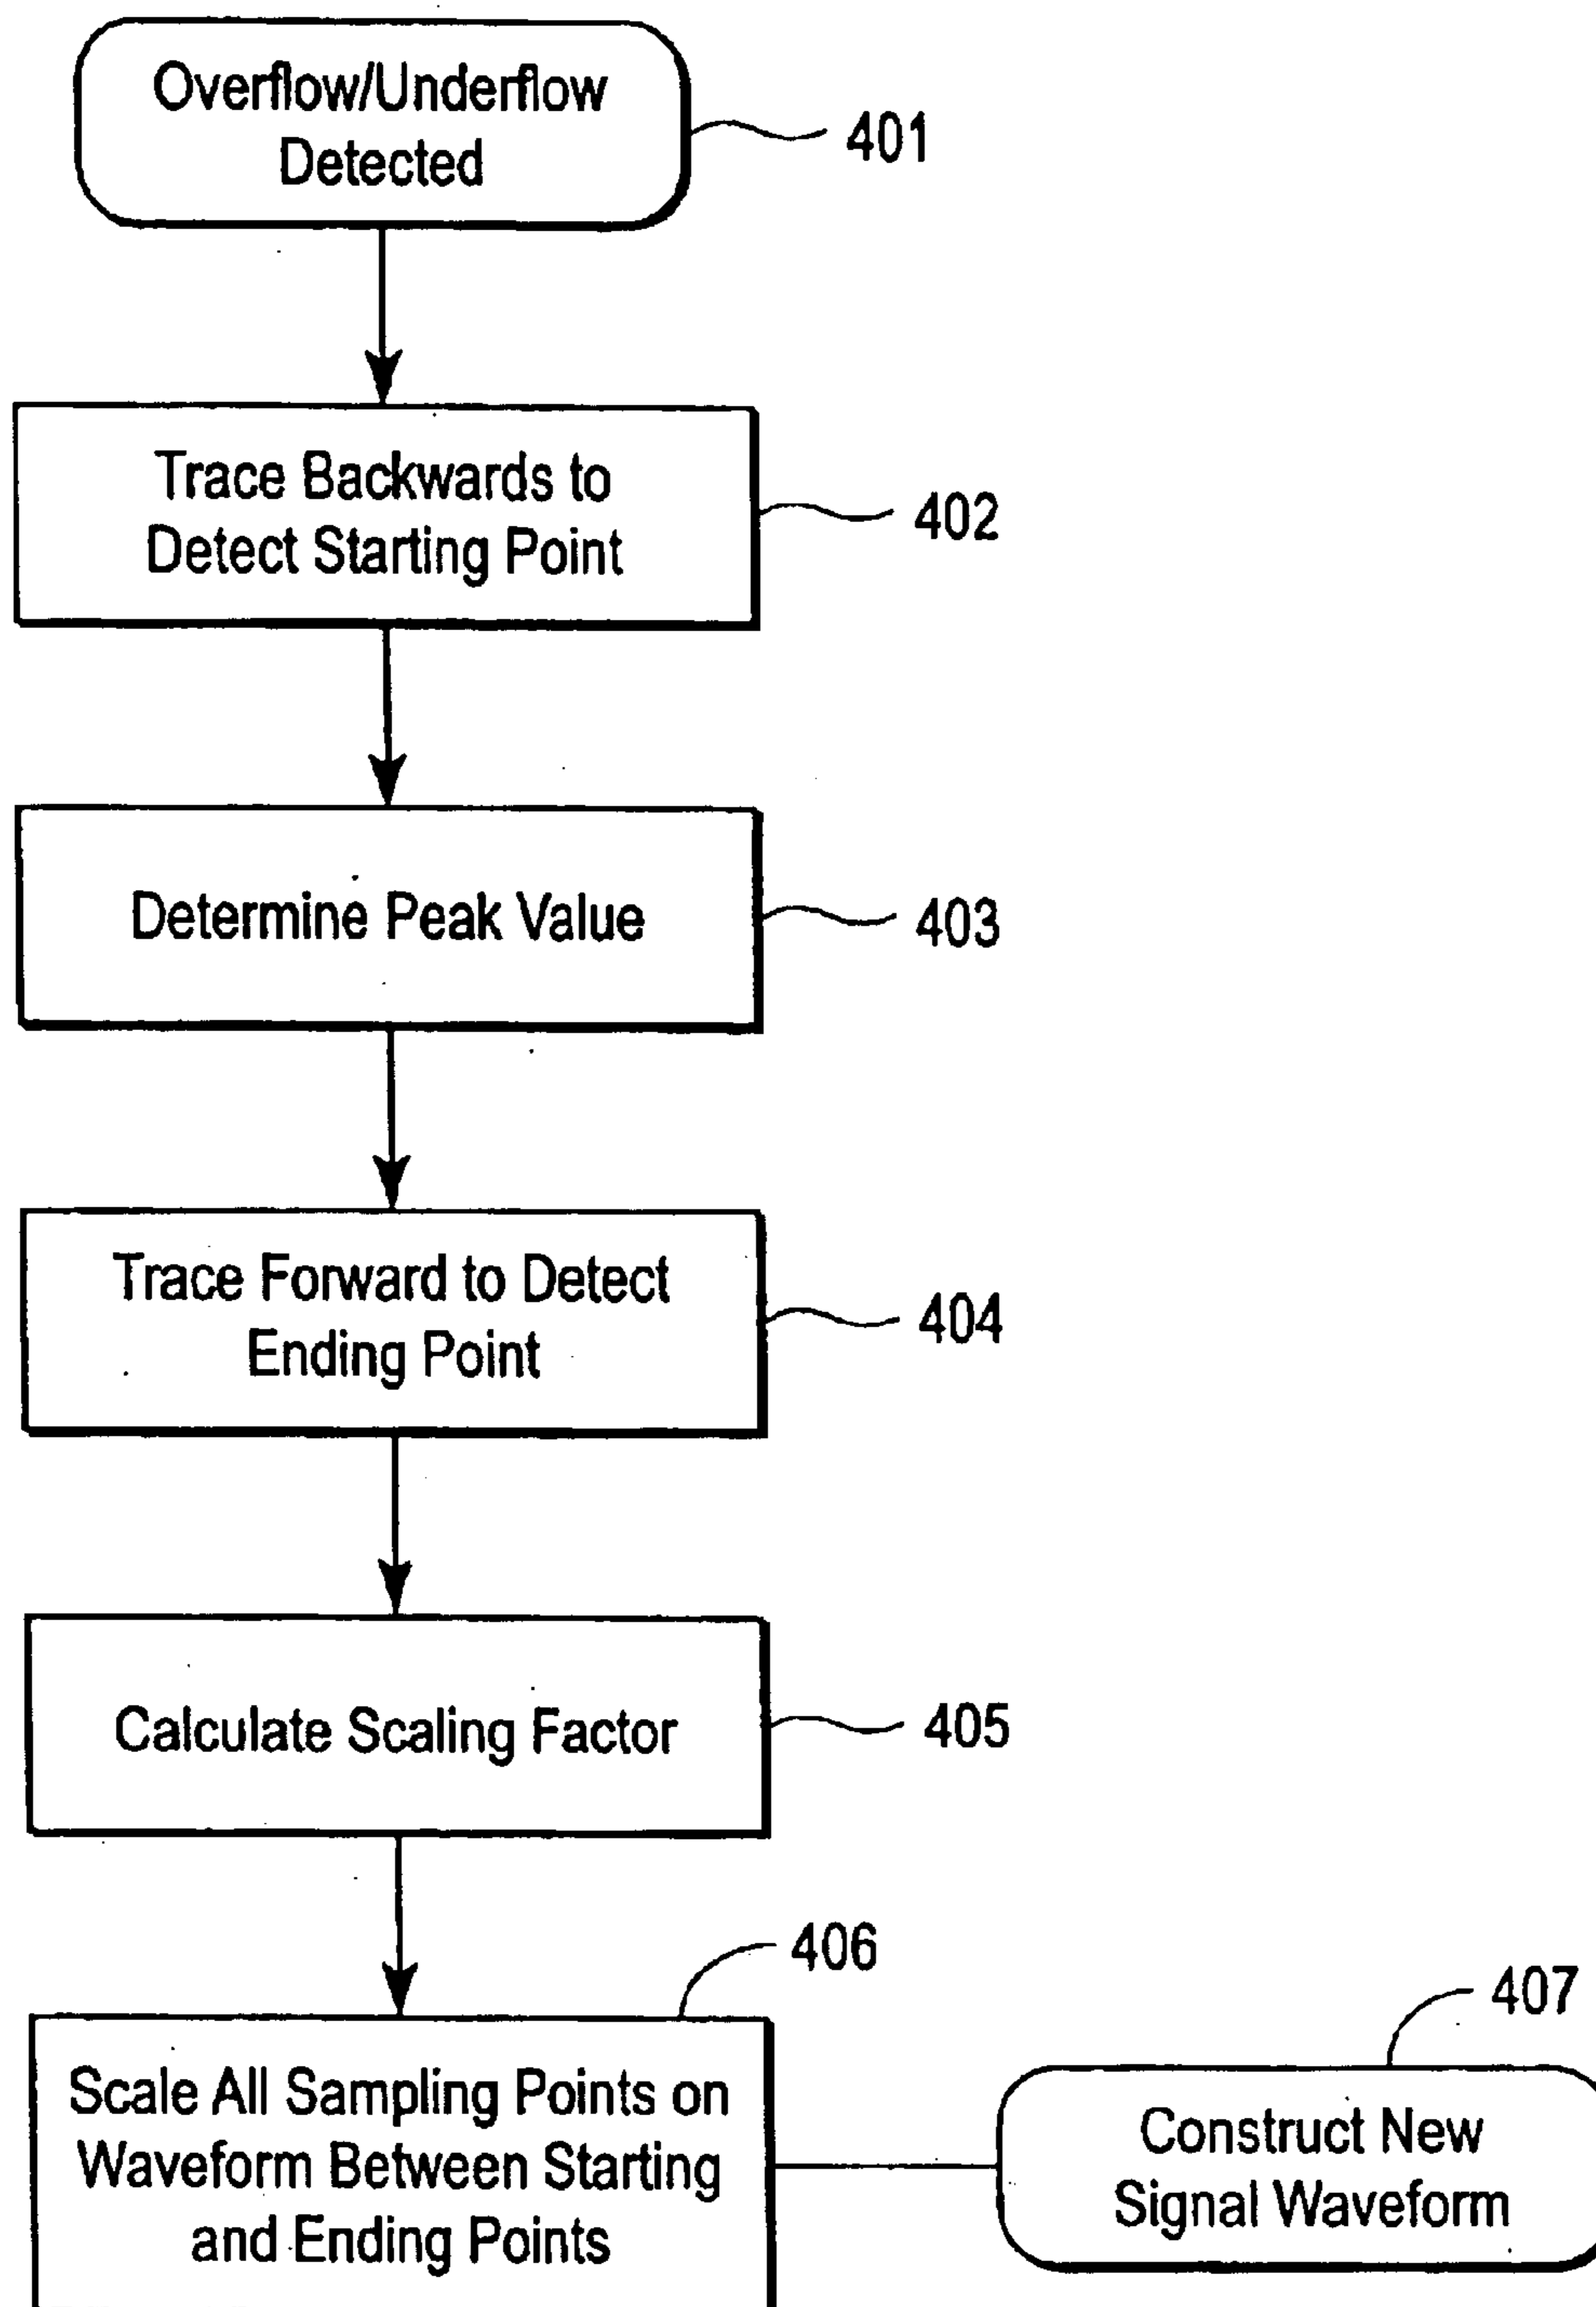 Overflow/Underflow
Detected
401
Trace Backwards to
Detect Starting Point
402
Determine Peak Value
403
Trace Forward to Detect
Ending Point
404
Calculate Scaling Factor
405
406
Scale All Sampling Points on
Waveform Between Starting
and Ending Points
407
Construct New
Signal Waveform